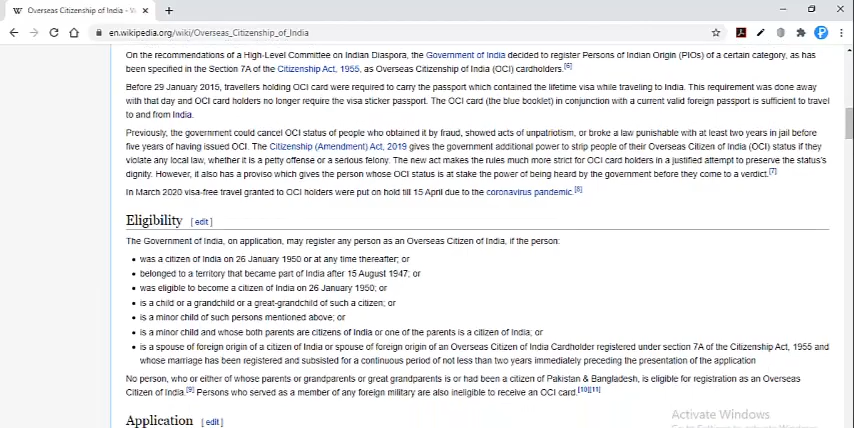 Overseas Citizenship of India - W
en.wikipedia.org/wiki/Overseas_Citizenship_of_India
On the recommendations of a High-Level Committee on Indian Diaspora, the Government of India decided to register Persons of Indian Origin (PIOs) of a certain category, as has
been specified in the Section 7A of the Citizenship Act, 1955, as Overseas Citizenship of India (OCI) cardholders.[6]
Before 29 January 2015, travellers holding OCI card were required to carry the passport which contained the lifetime visa while traveling to India. This requirement was done away
with that day and OCI card holders no longer require the visa sticker passport. The OCI card (the blue booklet) in conjunction with a current valid foreign passport is sufficient to travel
to and from India.
Previously, the government could cancel OCI status of people who obtained it by fraud, showed acts of unpatriotism, or broke a law punishable with at least two years in jail before
five years of having issued OCI. The Citizenship (Amendment) Act, 2019 gives the government additional power to strip people of their Overseas Citizen of India (OCI) status if they
violate any local law, whether it is a petty offense or a serious felony. The new act makes the rules much more strict for OCI card holders in a justified attempt to preserve the status's
dignity. However, it also has a proviso which gives the person whose OCI status is at stake the power of being heard by the government before they come to a verdict.[7]
In March 2020 visa-free travel granted to OCI holders were put on hold till 15 April due to the coronavirus pandemic.[8]
Eligibility [ edit ]
The Government of India, on application, may register any person as an Overseas Citizen of India, if the person:
• was a citizen of India on 26 January 1950 or at any time thereafter; or
• belonged to a territory that became part of India after 15 August 1947; or
• was eligible to become a citizen of India on 26 January 1950; or
• is a child or a grandchild or a great-grandchild of such a citizen; or
• is a minor child of such persons mentioned above; or
• is a minor child and whose both parents are citizens of India or one of the parents is a citizen of India; or
• is a spouse of foreign origin of a citizen of India or spouse of foreign origin of an Overseas Citizen of India Cardholder registered under section 7A of the Citizenship Act, 1955 and
whose marriage has been registered and subsisted for a continuous period of not less than two years immediately preceding the presentation of the application
No person, who or either of whose parents or grandparents or great grandparents is or had been a citizen of Pakistan & Bangladesh, is eligible for registration as an Overseas
Citizen of India.[9] Persons who served as a member of any foreign military are also ineligible to receive an OCI card.[10][11]
Application [ edit ]
Activate Windows